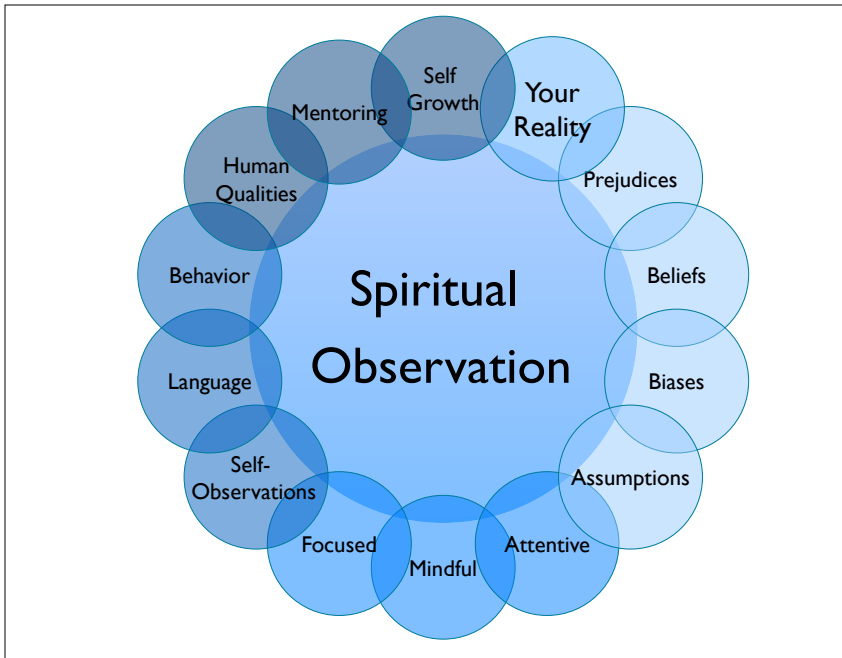 Spiritual
Observation
Self
Growth
Your
Reality
Prejudices
Beliefs
Biases
Assumptions
Attentive
Mindful
Focused
Self-
Observations
Language
Behavior
Human
Qualities
Mentoring